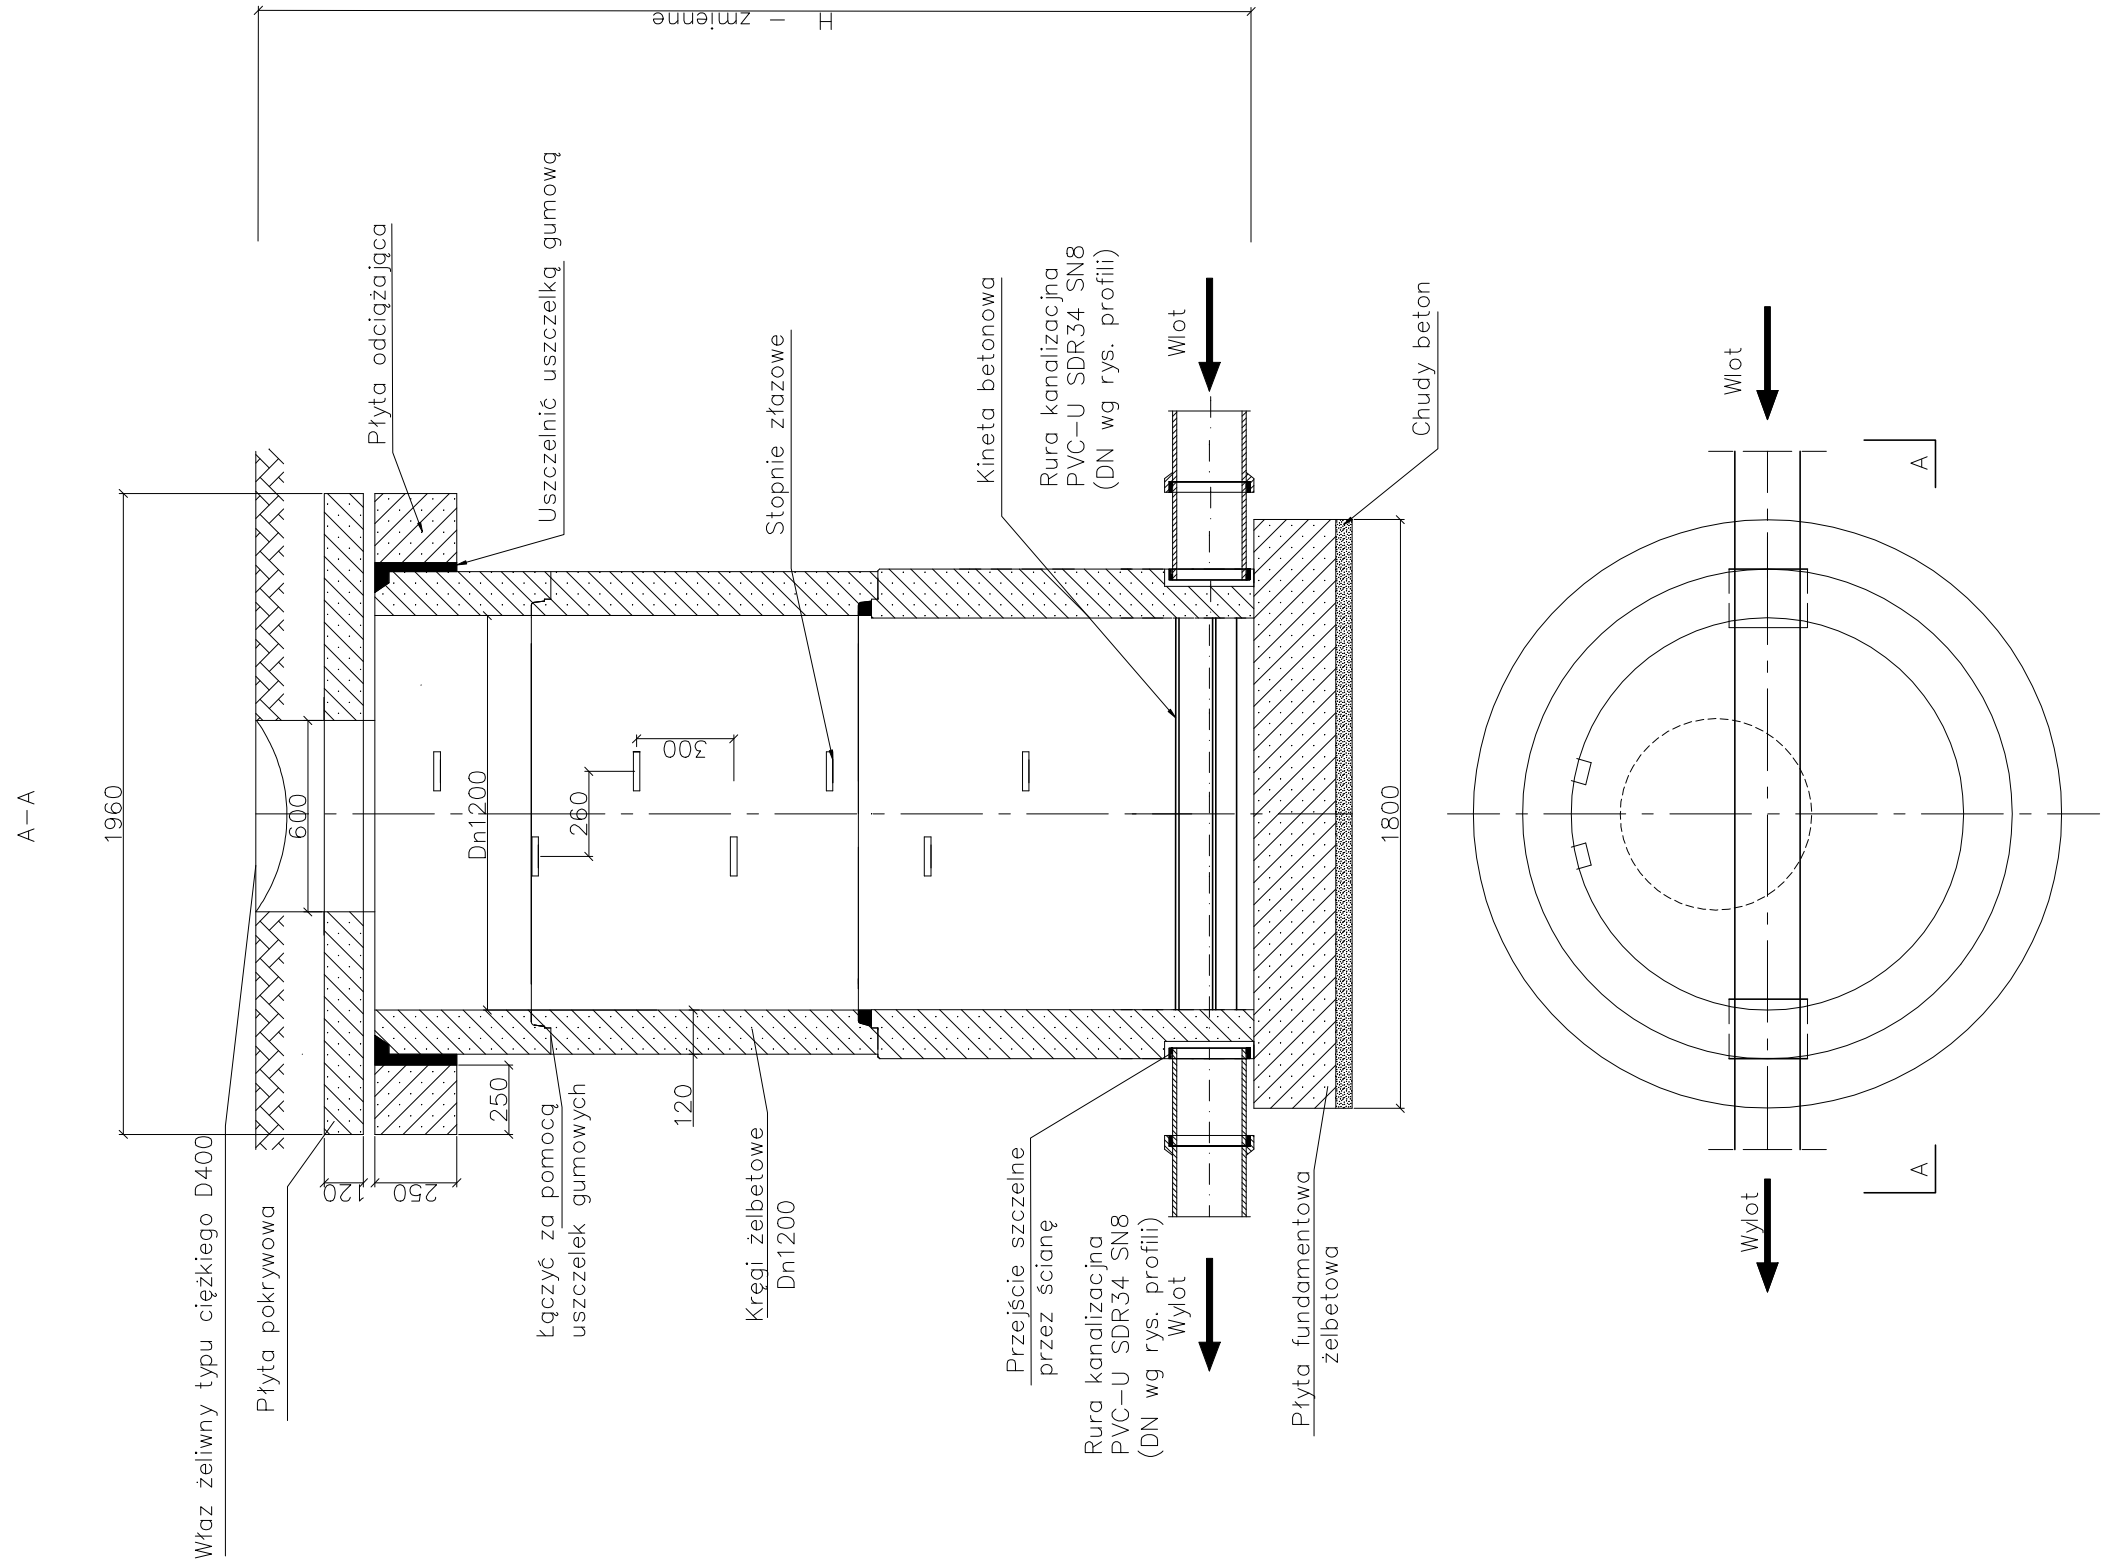 A-A
1960
Właz żeliwny typu ciężkiego D400
Płyta pokrywowa
600
120
250
Płyta odciążająca
Uszczelnić uszczelką gumową
H - zmienne
Dn1200
250
260
300
Łączyć za pomocą
uszczelek gumowych
120
Kręgi żelbetowe
Dn1200
Stopnie złazowe
Kineta betonowa
Rura kanalizacjna
PVC-U SDR34 SN8
(DN wg rys. profili)
Wlot
Przejście szczelne
przez ścianę
Rura kanalizacjna
PVC-U SDR34 SN8
(DN wg rys. profili)
Wylot
Płyta fundamentowa
żelbetowa
1800
Chudy beton
Wlot
Wylot
A
A